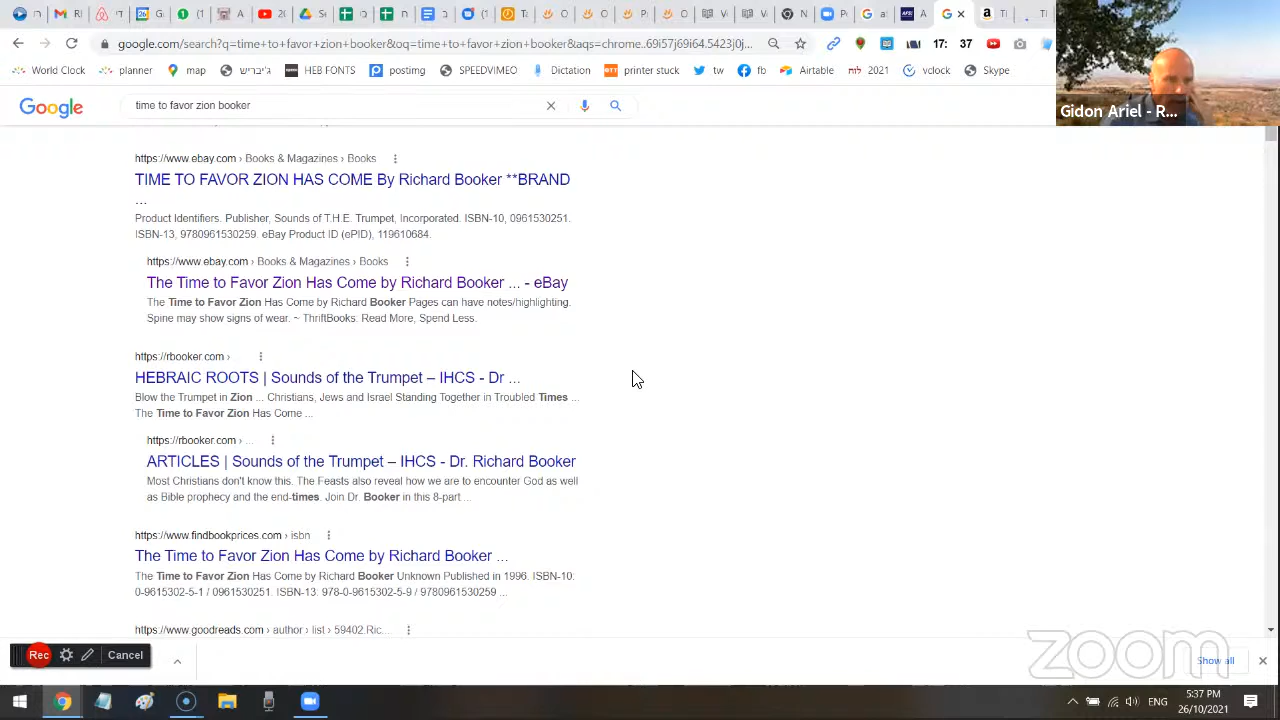 google.com/search?q=time+to+favor+zion+booker&oq=time+to+favor+zion+booker&aqs=chrome..69i57j69i64.5423j0j...
17: 37
World Clock planner map ג'יבריש HEB FONTS posting SPEEDVIMEO Dictation printer stuck tw fb Airtable לוח 2021 vclock Skype
Gidon Ariel - R...
Google time to favor zion booker
https://www.ebay.com › Books & Magazines › Books
TIME TO FAVOR ZION HAS COME By Richard Booker **BRAND
...
Product Identifiers. Publisher, Sounds of T.H.E. Trumpet, Incorporated. ISBN-10, 0961530251.
ISBN-13, 9780961530259. eBay Product ID (ePID), 119610684.
https://www.ebay.com › Books & Magazines › Books
The Time to Favor Zion Has Come by Richard Booker ... - eBay
The Time to Favor Zion Has Come by Richard Booker Pages can have notes/highlighting.
Spine may show signs of wear. ~ ThriftBooks: Read More, Spend Less.
https://rbooker.com ›
HEBRAIC ROOTS | Sounds of the Trumpet – IHCS - Dr ...
Blow the Trumpet in Zion ... Christians, Jews and Israel Standing Together in Troubled Times ...
The Time to Favor Zion Has Come ...
https://rbooker.com › ...
ARTICLES | Sounds of the Trumpet – IHCS - Dr. Richard Booker
Most Christians don't know this. The Feasts also reveal how we are to encounter God as well
as Bible prophecy and the end-times. Join Dr. Booker in this 8-part ...
https://www.findbookprices.com › isbn
The Time to Favor Zion Has Come by Richard Booker ...
The Time to Favor Zion Has Come by Richard Booker Unknown Published in 1996. ISBN-10:
0-9615302-5-1 / 0961530251. ISBN-13: 978-0-9615302-5-9 / 9780961530259 ...
https://www.goodreads.com › author › list › 59402.Ric...
Rec Cancel
zoom
Show all
ENG
5:37 PM
26/10/2021